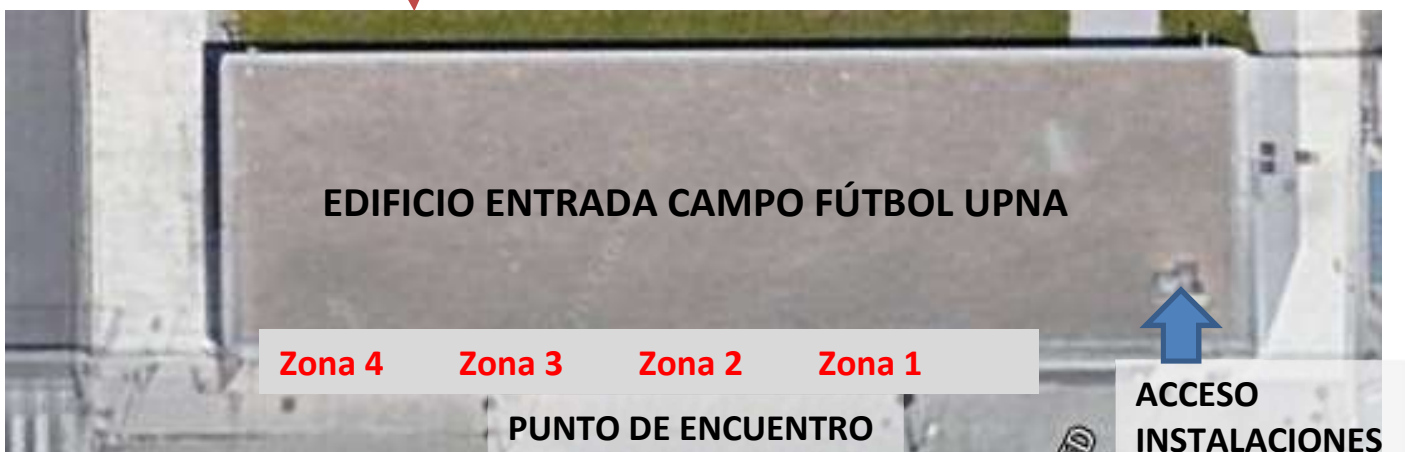 EDIFICIO ENTRADA CAMPO FÚTBOL UPNA
Zona 4 Zona 3 Zona 2 Zona 1
PUNTO DE ENCUENTRO
ACCESO
INSTALACIONES